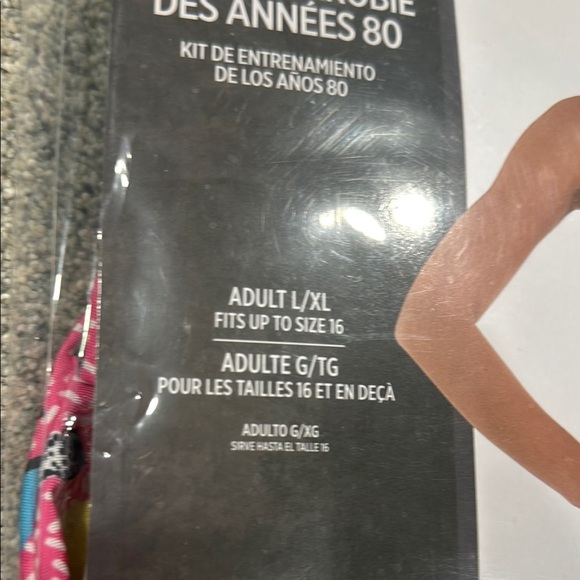 DES ANNÉES 80
KIT DE ENTRENAMIENTO
DE LOS AÑOS 80
ADULT L/XL
FITS UP TO SIZE 16
ADULTE G/TG
POUR LES TAILLES 16 ET EN DEÇÀ
ADULTO G/XG
SIRVE HASTA EL TALLE 16